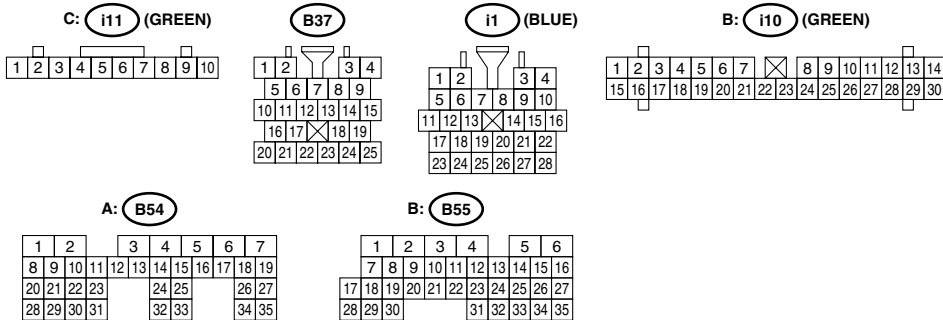 C: i11 (GREEN) B37 i1 (BLUE) B: i10 (GREEN)
1 2 3 4 5 6 7 8 9 10
1 2 3 4
5 6 7 8 9
10 11 12 13 14 15
16 17 18 19
20 21 22 23 24 25
1 2 3 4
5 6 7 8 9 10
11 12 13 14 15 16
17 18 19 20 21 22
23 24 25 26 27 28
1 2 3 4 5 6 7 8 9 10 11 12 13 14
15 16 17 18 19 20 21 22 23 24 25 26 27 28 29 30
A: B54 B: B55
1 2 3 4 5 6 7
8 9 10 11 12 13 14 15 16 17 18 19
20 21 22 23 24 25 26 27
28 29 30 31 32 33 34 35
1 2 3 4 5 6
7 8 9 10 11 12 13 14 15 16
17 18 19 20 21 22 23 24 25 26 27
28 29 30 31 32 33 34 35